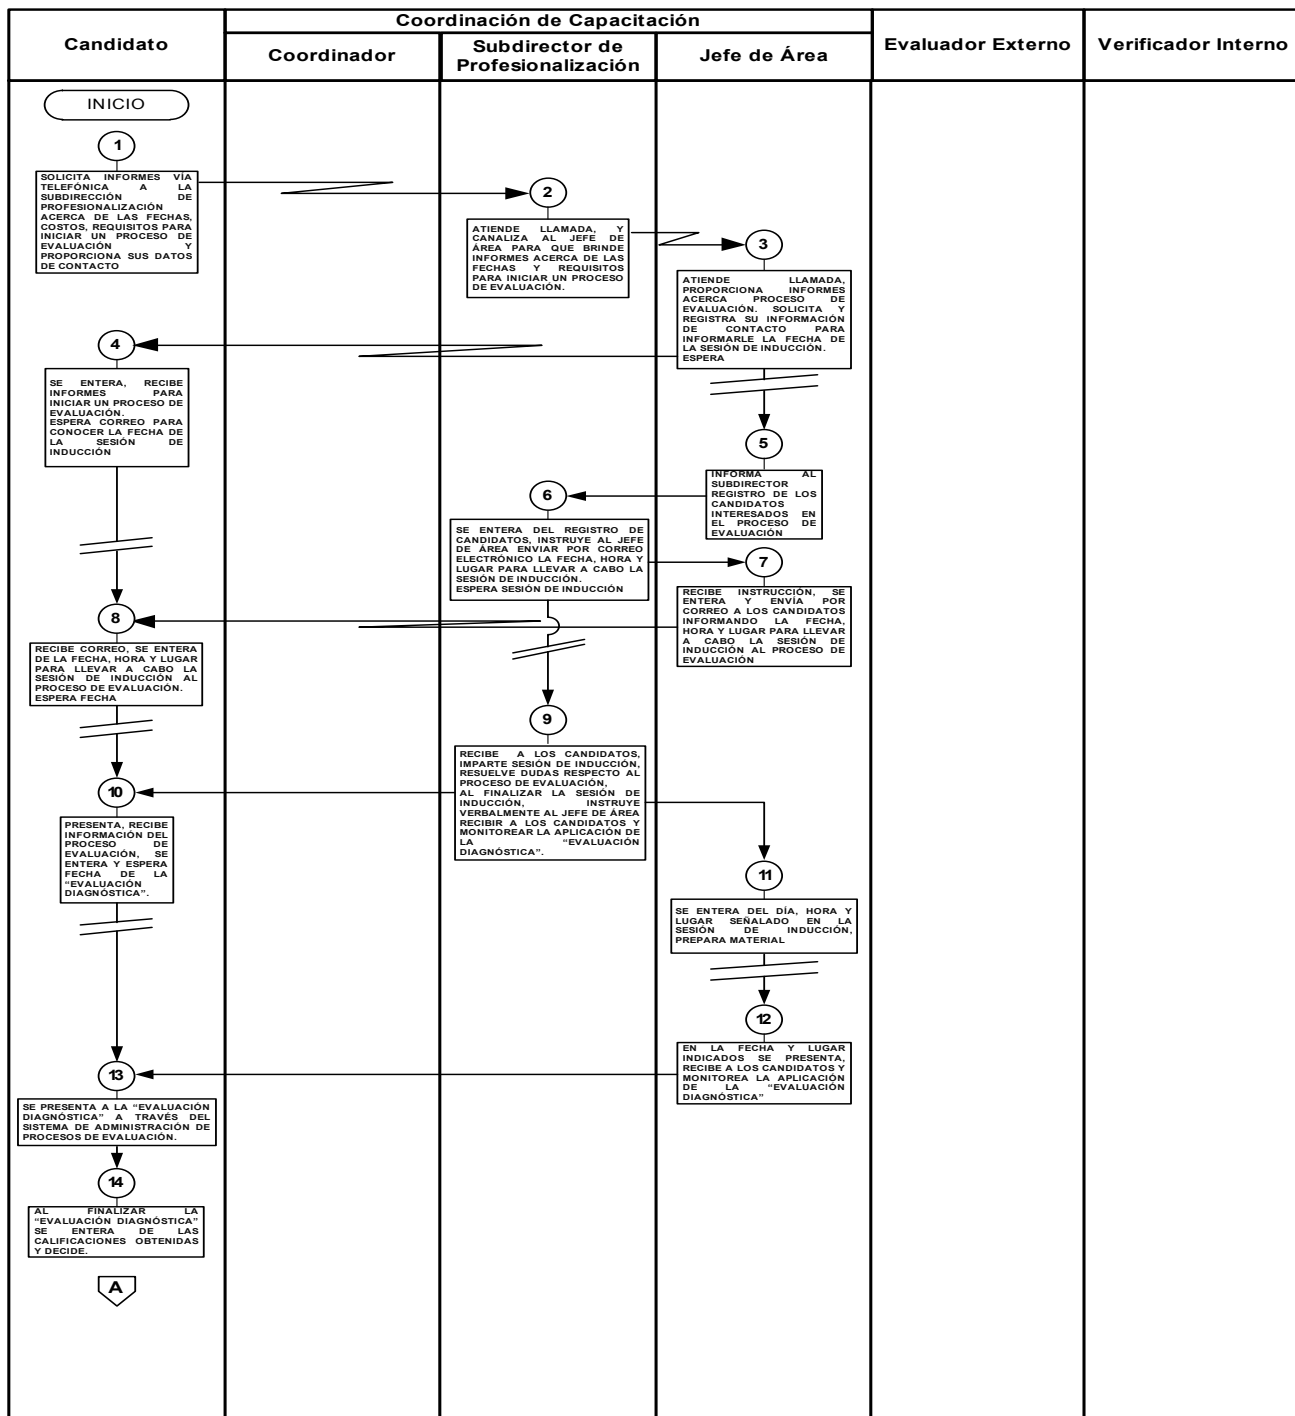 Coordinación de Capacitación
Candidato
Coordinador
Subdirector de
Profesionalización
Jefe de Área
Evaluador Externo
Verificador Interno
INICIO
1
SOLICITA INFORMES VÍA
TELEFÓNICA A LA
SUBDIRECCIÓN DE
PROFESIONALIZACIÓN
ACERCA DE LAS FECHAS,
COSTOS, REQUISITOS PARA
INICIAR UN PROCESO DE
EVALUACIÓN Y
PROPORCIONA SUS DATOS
DE CONTACTO
2
ATIENDE LLAMADA, Y
CANALIZA AL JEFE DE
ÁREA PARA QUE BRINDE
INFORMES ACERCA DE LAS
FECHAS Y REQUISITOS
PARA INICIAR UN PROCESO
DE EVALUACIÓN.
3
ATIENDE LLAMADA,
PROPORCIONA INFORMES
ACERCA PROCESO DE
EVALUACIÓN. SOLICITA Y
REGISTRA SU INFORMACIÓN
DE CONTACTO PARA
INFORMARLE LA FECHA DE
LA SESIÓN DE INDUCCIÓN.
ESPERA
4
SE ENTERA, RECIBE
INFORMES PARA
INICIAR UN PROCESO DE
EVALUACIÓN.
ESPERA CORREO PARA
CONOCER LA FECHA DE
LA SESIÓN DE
INDUCCIÓN
5
INFORMA AL
SUBDIRECTOR
REGISTRO DE LOS
CANDIDATOS
INTERESADOS EN
EL PROCESO DE
EVALUACIÓN
6
SE ENTERA DEL REGISTRO DE
CANDIDATOS, INSTRUYE AL JEFE
DE ÁREA ENVIAR POR CORREO
ELECTRÓNICO LA FECHA, HORA Y
LUGAR PARA LLEVAR A CABO LA
SESIÓN DE INDUCCIÓN.
ESPERA SESIÓN DE INDUCCIÓN
7
RECIBE INSTRUCCIÓN, SE
ENTERA Y ENVÍA POR
CORREO A LOS CANDIDATOS
INFORMANDO LA FECHA,
HORA Y LUGAR PARA LLEVAR
A CABO LA SESIÓN DE
INDUCCIÓN AL PROCESO DE
EVALUACIÓN
8
RECIBE CORREO, SE ENTERA
DE LA FECHA, HORA Y LUGAR
PARA LLEVAR A CABO LA
SESIÓN DE INDUCCIÓN AL
PROCESO DE EVALUACIÓN.
ESPERA FECHA
9
RECIBE A LOS CANDIDATOS,
IMPARTE SESIÓN DE INDUCCIÓN,
RESUELVE DUDAS RESPECTO AL
PROCESO DE EVALUACIÓN,
AL FINALIZAR LA SESIÓN DE
INDUCCIÓN, INSTRUYE
VERBALMENTE AL JEFE DE ÁREA
RECIBIR A LOS CANDIDATOS Y
MONITOREAR LA APLICACIÓN DE
LA “EVALUACIÓN
DIAGNÓSTICA”.
10
PRESENTA, RECIBE
INFORMACIÓN DEL
PROCESO DE
EVALUACIÓN, SE
ENTERA Y ESPERA
FECHA DE LA
“EVALUACIÓN
DIAGNÓSTICA”.
11
SE ENTERA DEL DÍA, HORA Y
LUGAR SEÑALADO EN LA
SESIÓN DE INDUCCIÓN,
PREPARA MATERIAL
12
EN LA FECHA Y LUGAR
INDICADOS SE PRESENTA,
RECIBE A LOS CANDIDATOS Y
MONITOREA LA APLICACIÓN
DE LA “EVALUACIÓN
DIAGNÓSTICA”
13
SE PRESENTA A LA “EVALUACIÓN
DIAGNÓSTICA” A TRAVÉS DEL
SISTEMA DE ADMINISTRACIÓN DE
PROCESOS DE EVALUACIÓN.
14
AL FINALIZAR LA
“EVALUACIÓN DIAGNÓSTICA”
SE ENTERA DE LAS
CALIFICACIONES OBTENIDAS
Y DECIDE.
A